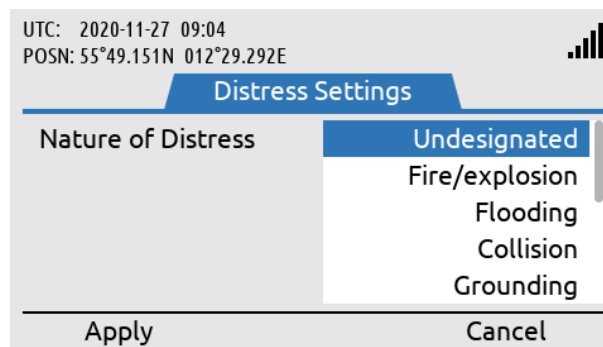 UTC: 2020-11-27 09:04
POSN: 55°49.151N 012°29.292E
Distress Settings
Nature of Distress
Undesignated
Fire/explosion
Flooding
Collision
Grounding
Apply
Cancel